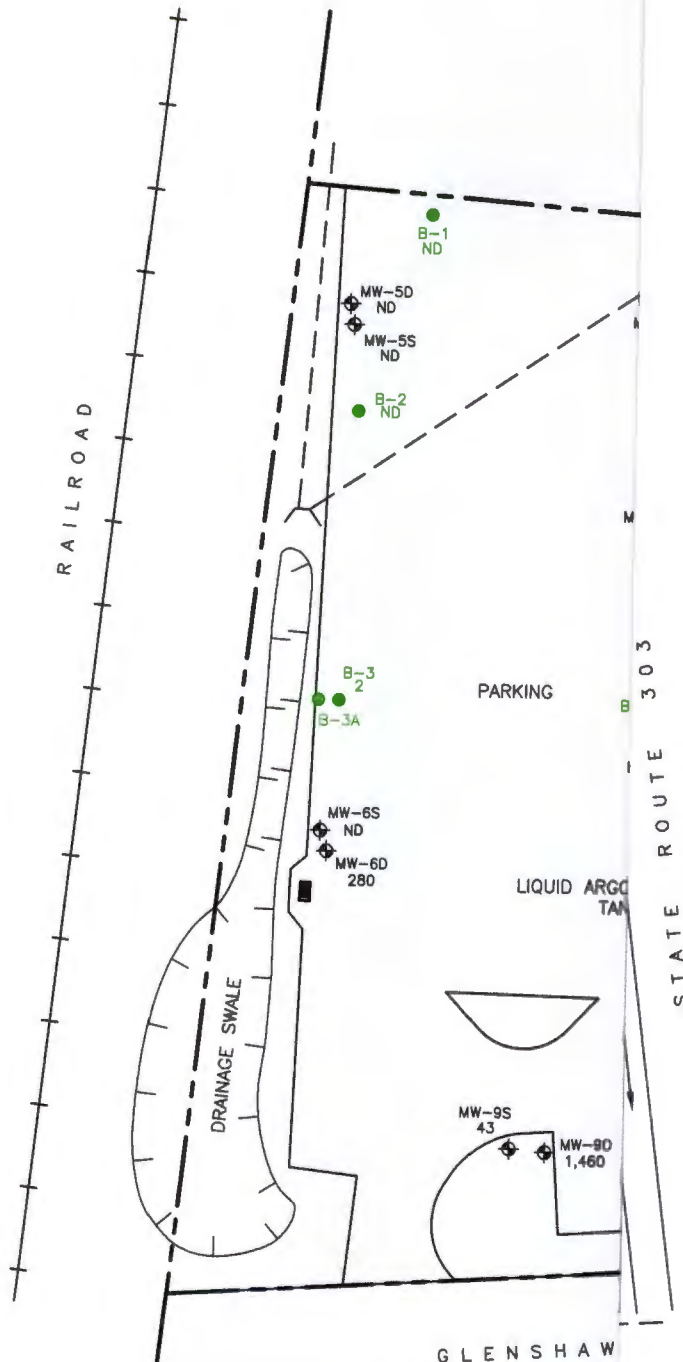 B-1
ND
MW-5D
ND
MW-5S
ND
B-2
ND
RAILROAD
M
B-3
2
B-3A
PARKING
B
STATE ROUTE 303
MW-6S
ND
MW-6D
280
LIQUID ARGO
TAN
DRAINAGE SWALE
MW-9S
43
MW-9D
1,460
GLENSHAW